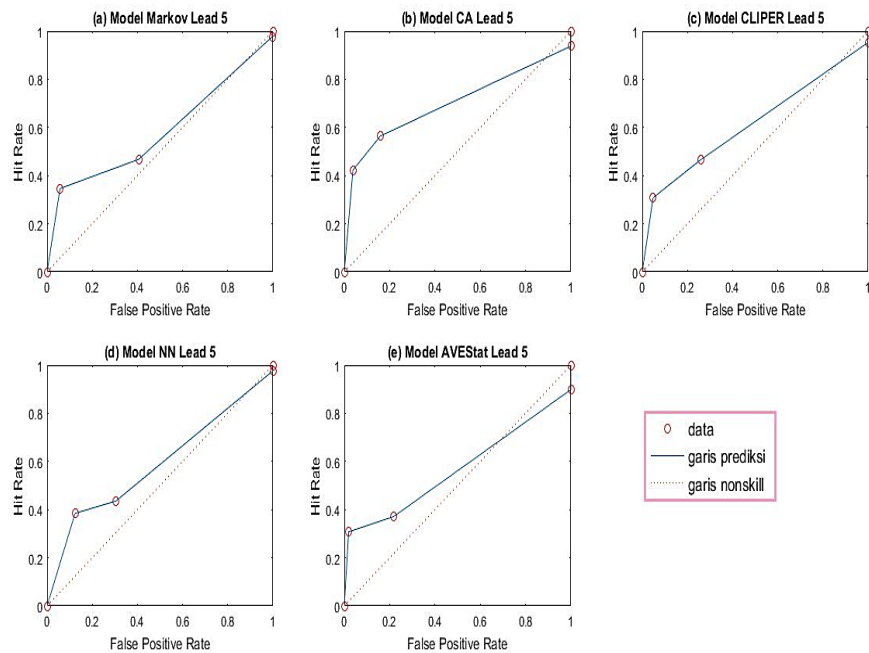 (a) Model Markov Lead 5
(b) Model CA Lead 5
(c) Model CLIPER Lead 5
1
0.8
0.6
0.4
0.2
0
Hit Rate
0 0.2 0.4 0.6 0.8 1
False Positive Rate
1
0.8
0.6
0.4
0.2
0
Hit Rate
0 0.2 0.4 0.6 0.8 1
False Positive Rate
1
0.8
0.6
0.4
0.2
0
Hit Rate
0 0.2 0.4 0.6 0.8 1
False Positive Rate
(d) Model NN Lead 5
(e) Model AVEStat Lead 5
1
0.8
0.6
0.4
0.2
0
Hit Rate
0 0.2 0.4 0.6 0.8 1
False Positive Rate
1
0.8
0.6
0.4
0.2
0
Hit Rate
0 0.2 0.4 0.6 0.8 1
False Positive Rate
data
garis prediksi
garis nonskill